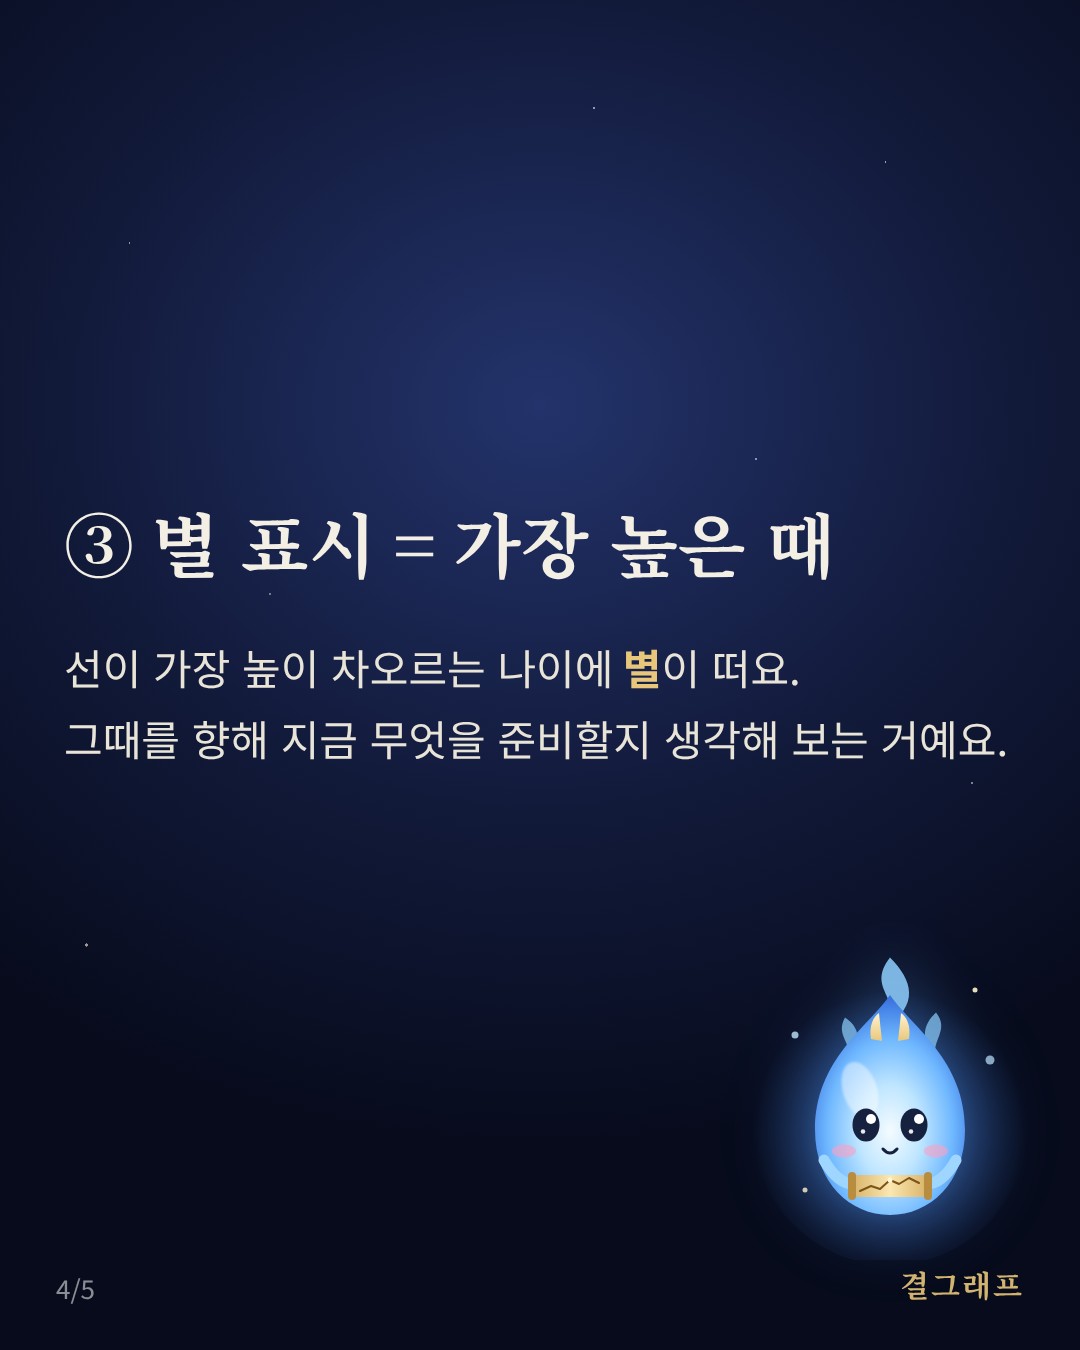 ③ 별 표시 = 가장 높은 때
선이 가장 높이 차오르는 나이에 별이 떠요.
그때를 향해 지금 무엇을 준비할지 생각해 보는 거예요.
4/5
결그래프